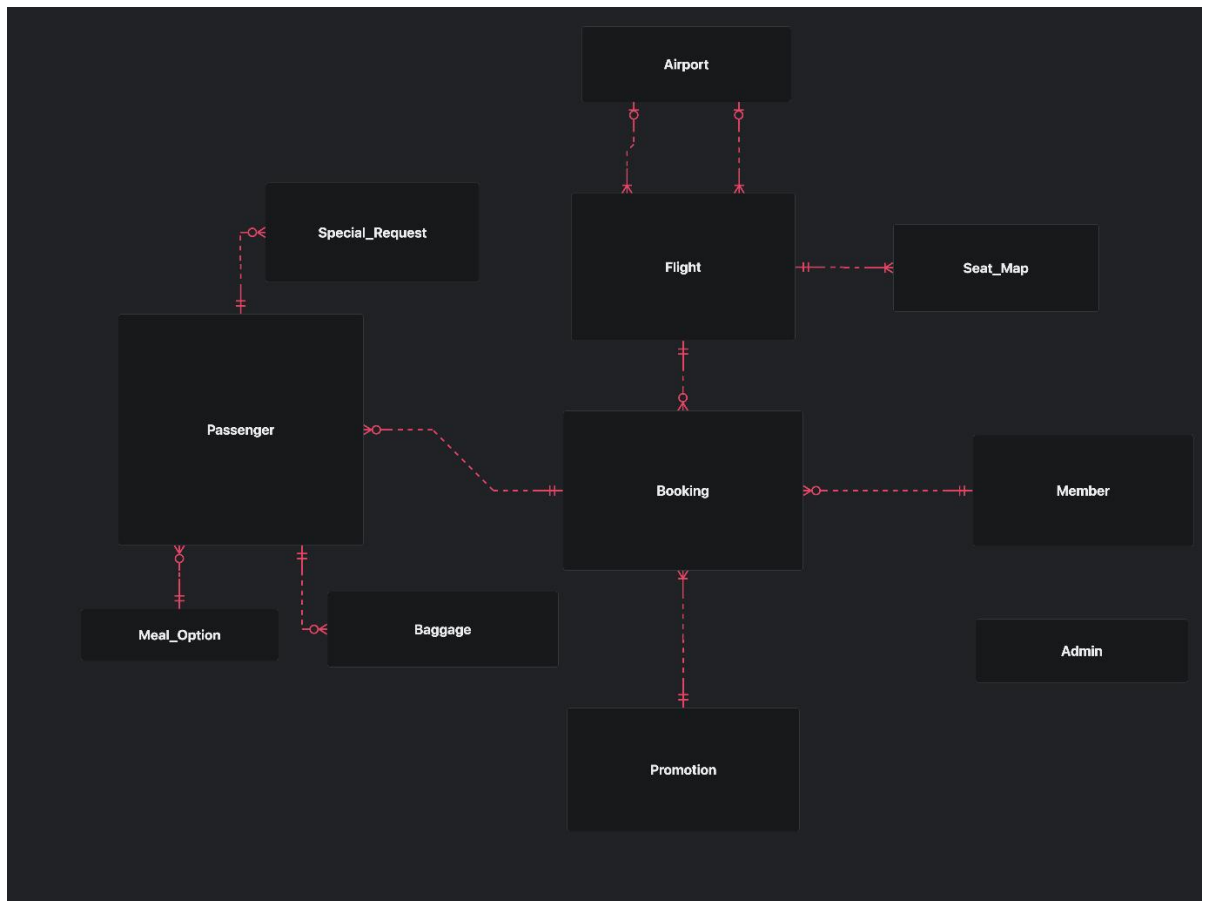 Airport
Special_Request
Flight
Seat_Map
Passenger
Booking
Member
Meal_Option
Baggage
Admin
Promotion